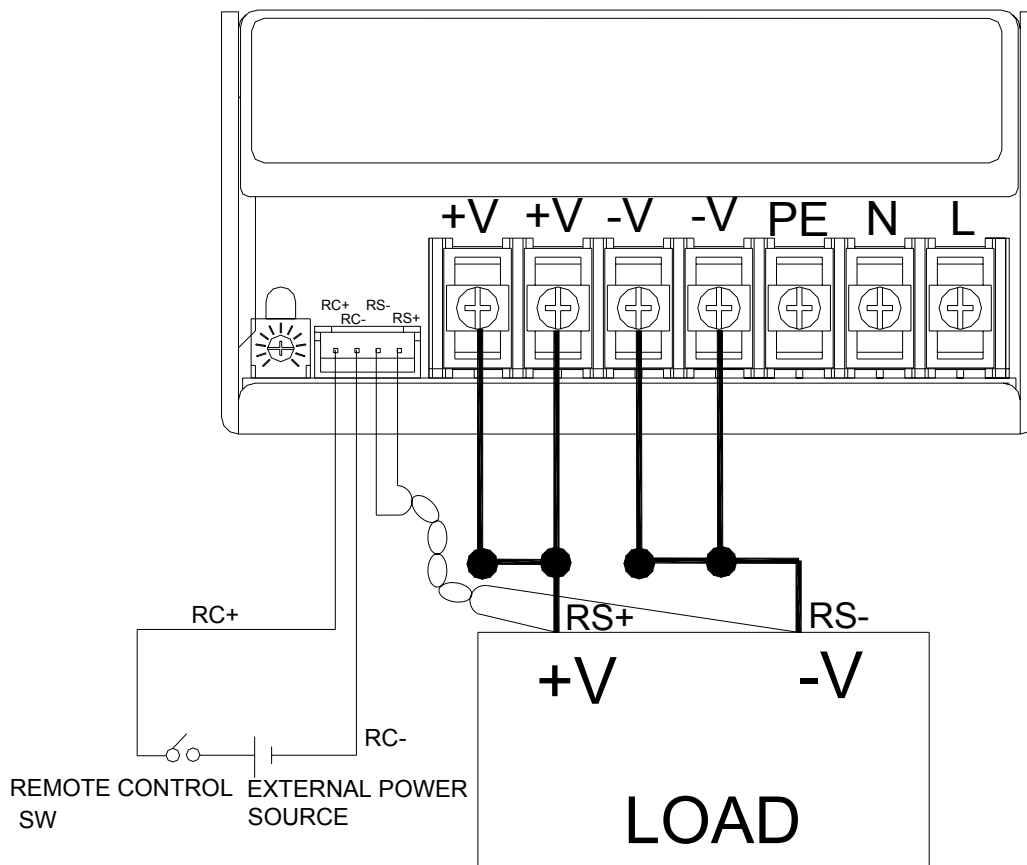 +V +V -V -V PE N L
RC+ RS-
RC- RS+
RC+
RS+ RS-
+V -V
RC-
REMOTE CONTROL
SW
EXTERNAL POWER
SOURCE
LOAD